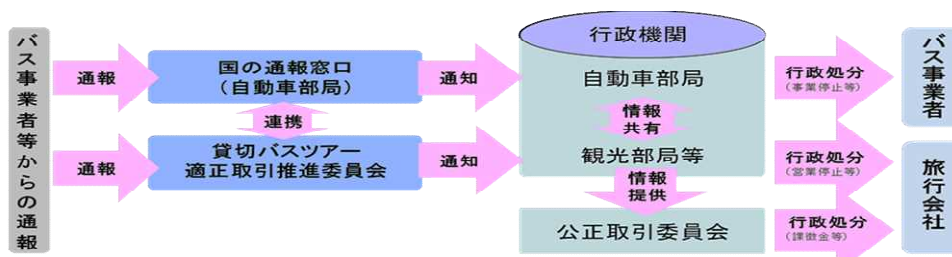 バス事業者等からの通報
通報
通報
国の通報窓口
（自動車部局）
連携
貸切バスツアー
適正取引推進委員会
通知
通知
行政機関
自動車部局
情報
共有
観光部局等
情報
提供
公正取引委員会
行政処分
（事業停止等）
行政処分
（営業停止等）
行政処分
（課徴金等）
バス事業者
旅行会社